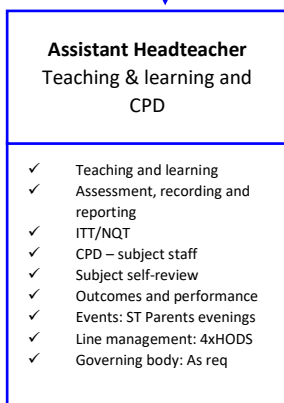 Assistant Headteacher
Teaching & learning and
CPD
✓ Teaching and learning
✓ Assessment, recording and
reporting
✓ ITT/NQT
✓ CPD – subject staff
✓ Subject self-review
✓ Outcomes and performance
✓ Events: ST Parents evenings
✓ Line management: 4xHODS
✓ Governing body: As req